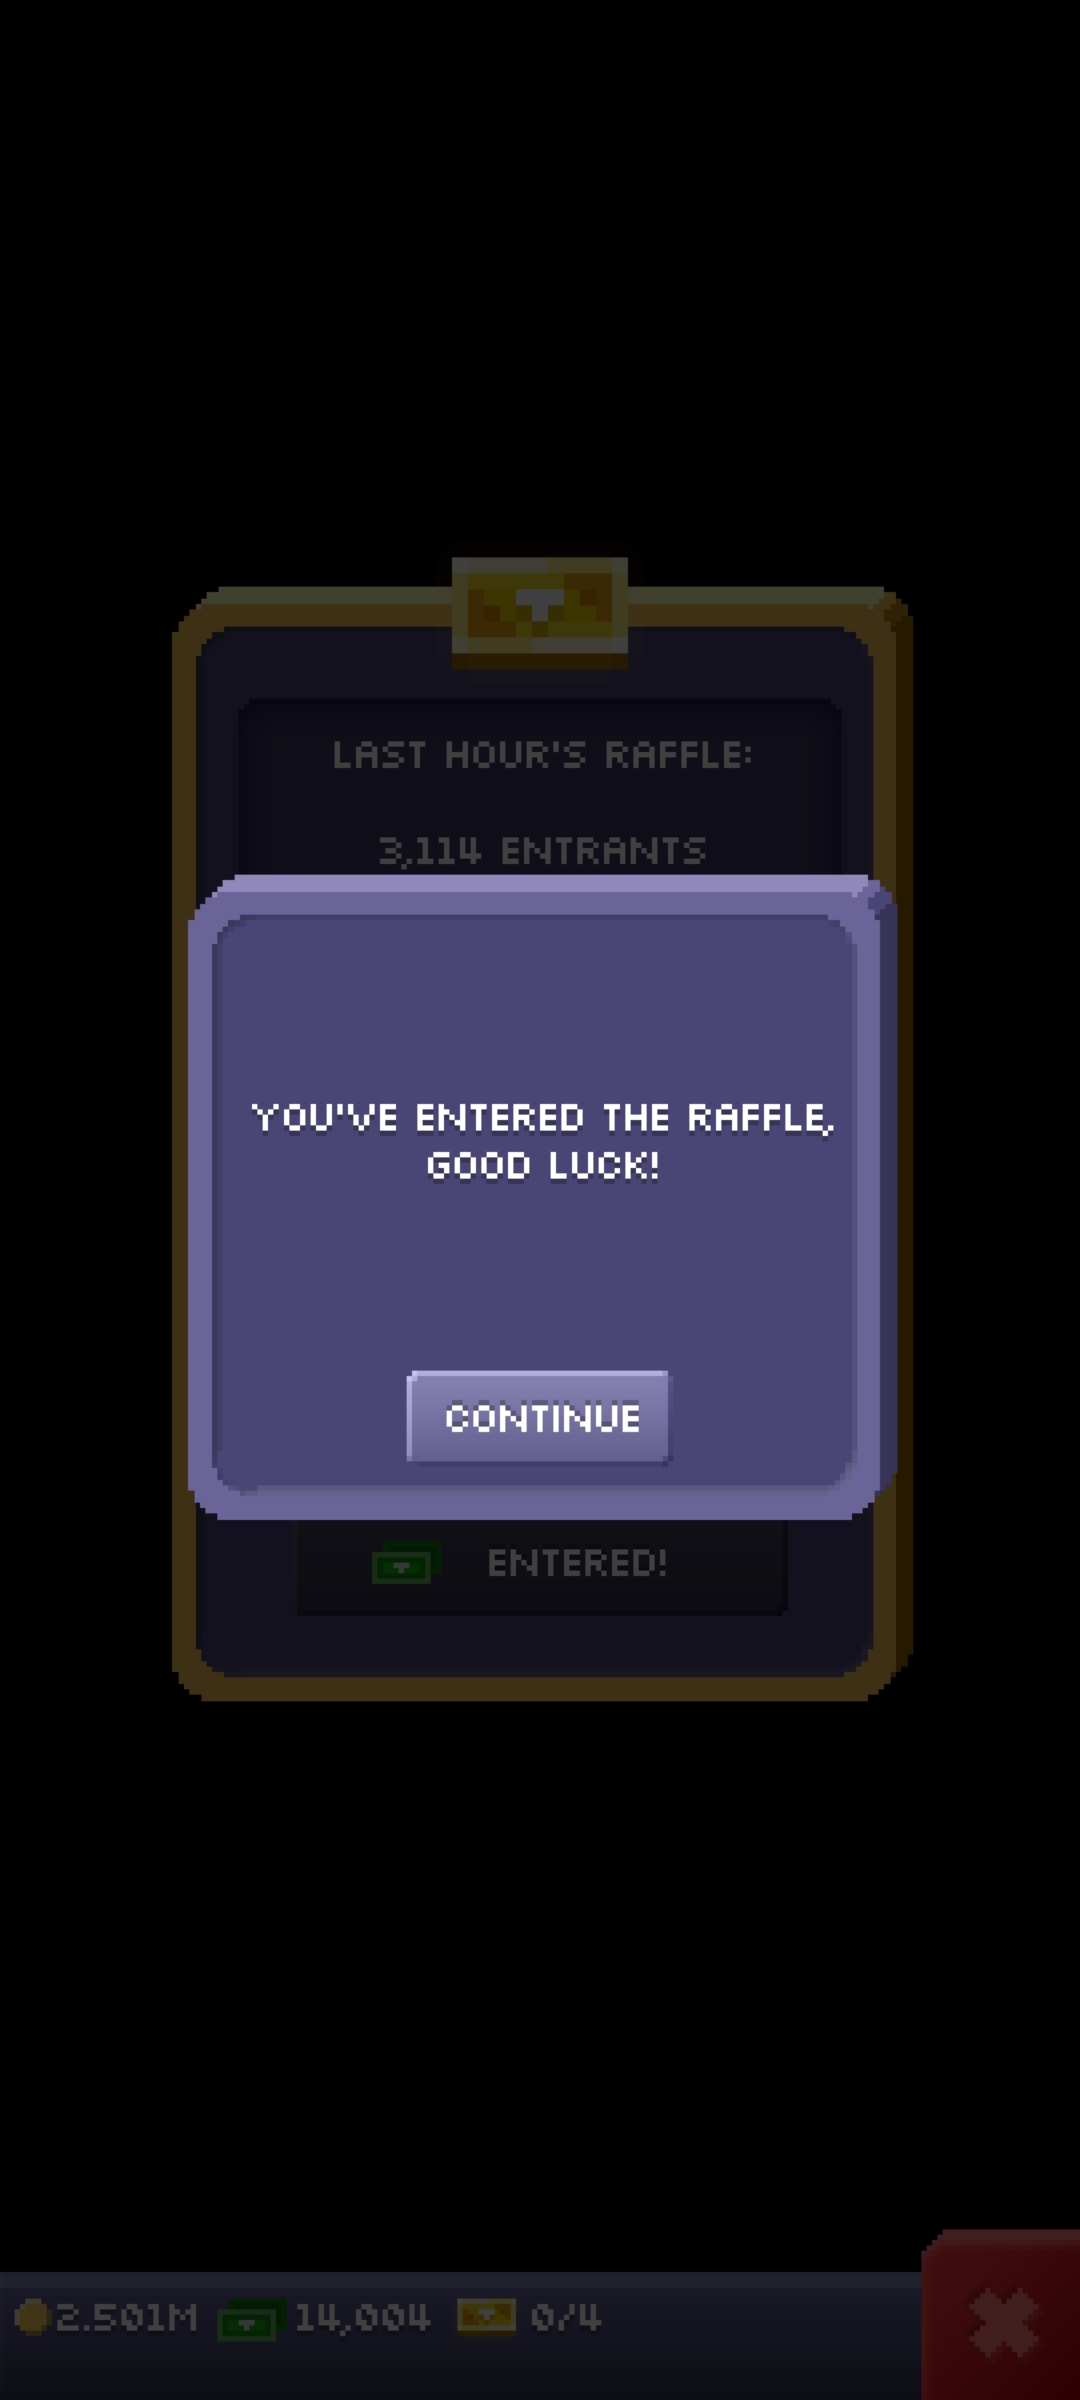 LAST HOUR'S RAFFLE:
3,114 ENTRANTS
YOU'VE ENTERED THE RAFFLE,
GOOD LUCK!
CONTINUE
ENTERED!
2.501M 14,004 0/4